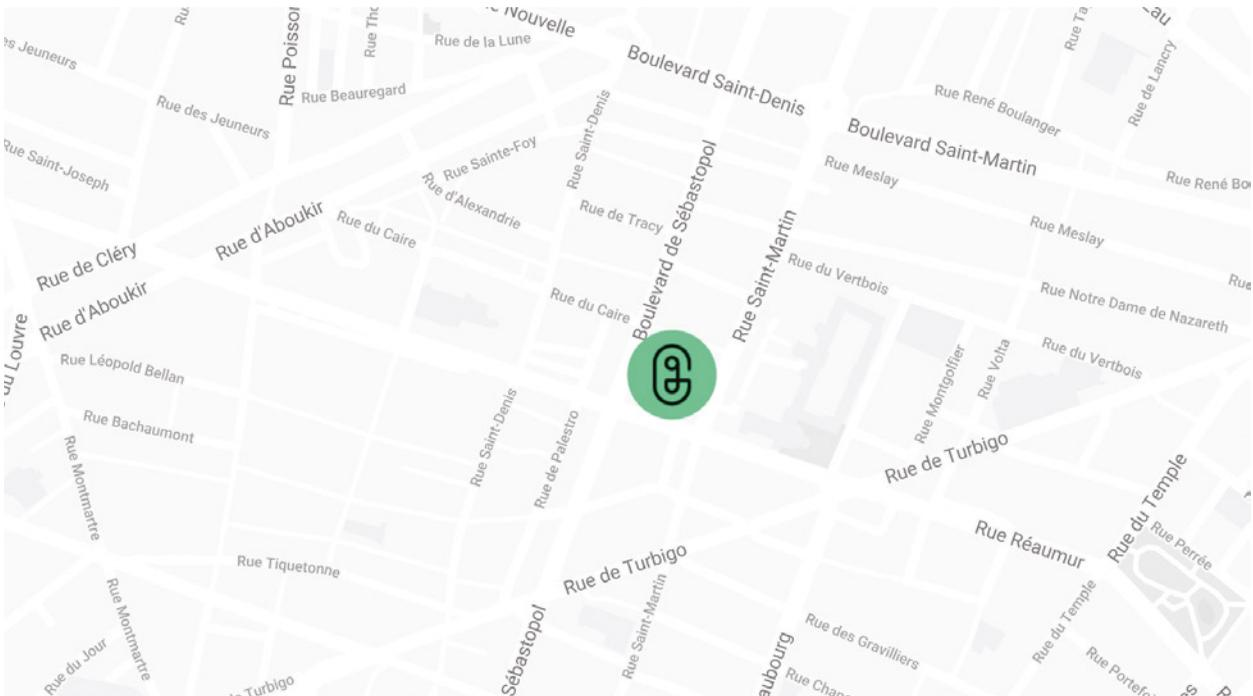 Nouvelle
Rue de la Lune
Boulevard Saint-Denis
Rue de Lancry
es Jeuneurs
Rue Beauregard
Rue des Jeuneurs
Rue René Boulanger
Boulevard Saint-Martin
Rue Saint-Joseph
Rue Sainte-Foy
Rue Saint-Denis
Rue Meslay
Rue René Bo
Rue d'Alexandrie
Boulevard de Sébastopol
Rue d'Aboukir
Rue du Caire
Rue de Tracy
Rue Saint-Martin
Rue Meslay
Rue de Cléry
Rue du Vertbois
Rue
Rue d'Aboukir
Rue du Caire
Rue Notre Dame de Nazareth
du Louvre
Rue Léopold Bellan
Rue du Vertbois
Rue Montgolfier
Rue Volta
Rue Bachaumont
Rue Saint-Denis
Rue de Palestro
Rue de Turbigo
Rue Montmartre
Rue du Temple
Rue Réaumur
Rue Perrée
Rue Tiquetonne
Rue de Turbigo
Rue Montmartre
Rue Saint-Martin
Rue du Temple
Sébastopol
Rue des Gravilliers
Rue du Jour
aubourg
Rue Chap
Rue Portefo
Turbigo